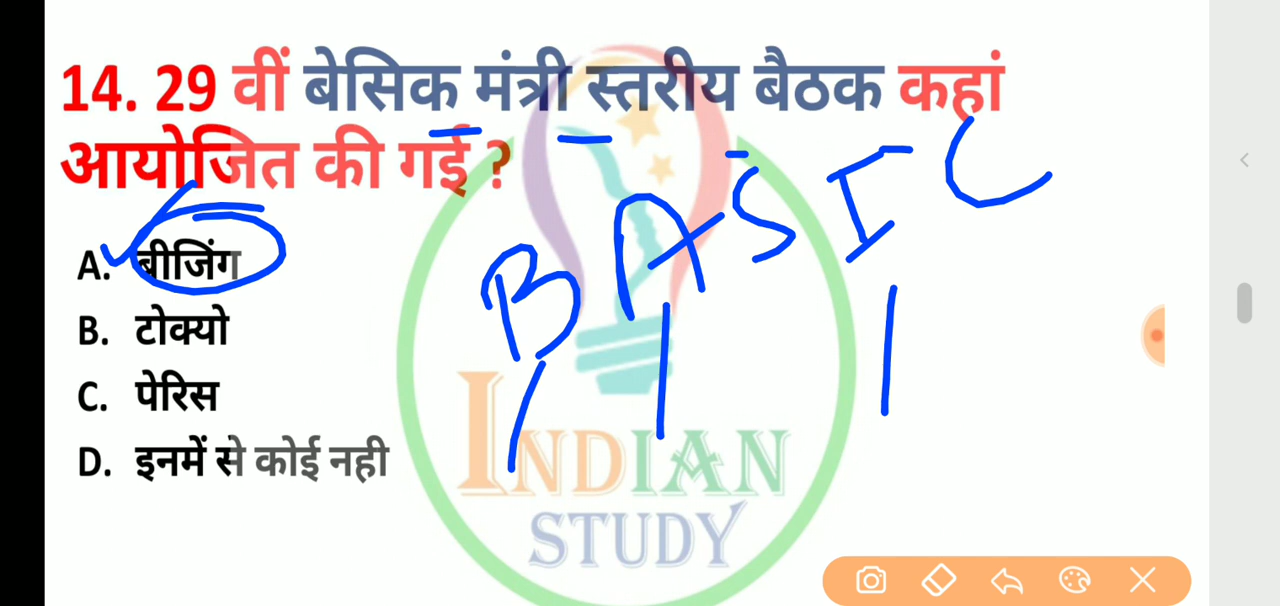 14. 29 वीं बेसिक मंत्री स्तरीय बैठक कहां
आयोजित की गई ?
BASIC
A. बीजिंग
B. टोक्यो
C. पेरिस
D. इनमें से कोई नही
INDIAN
STUDY